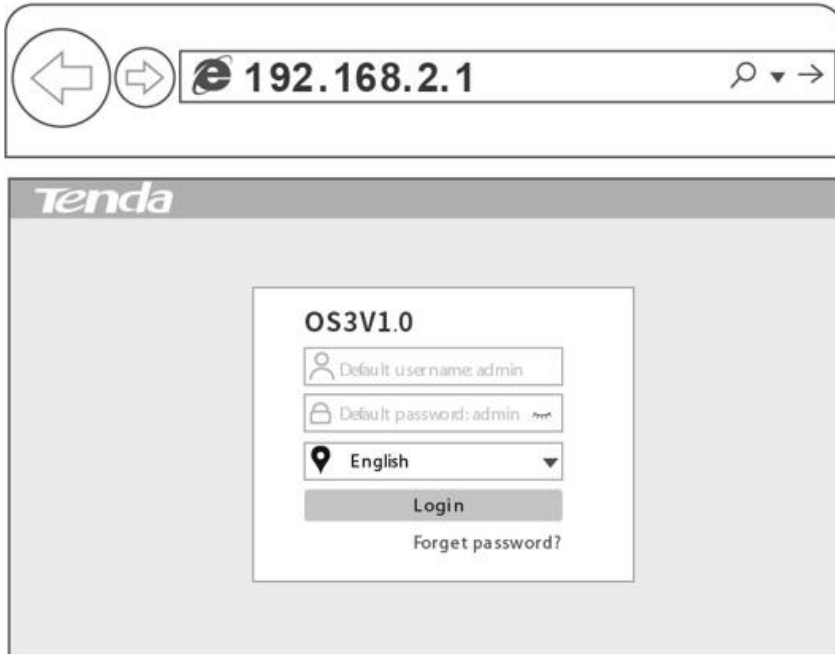 192.168.2.1
Tenda
OS3V1.0
Default username: admin
Default password: admin
English
Login
Forget password?